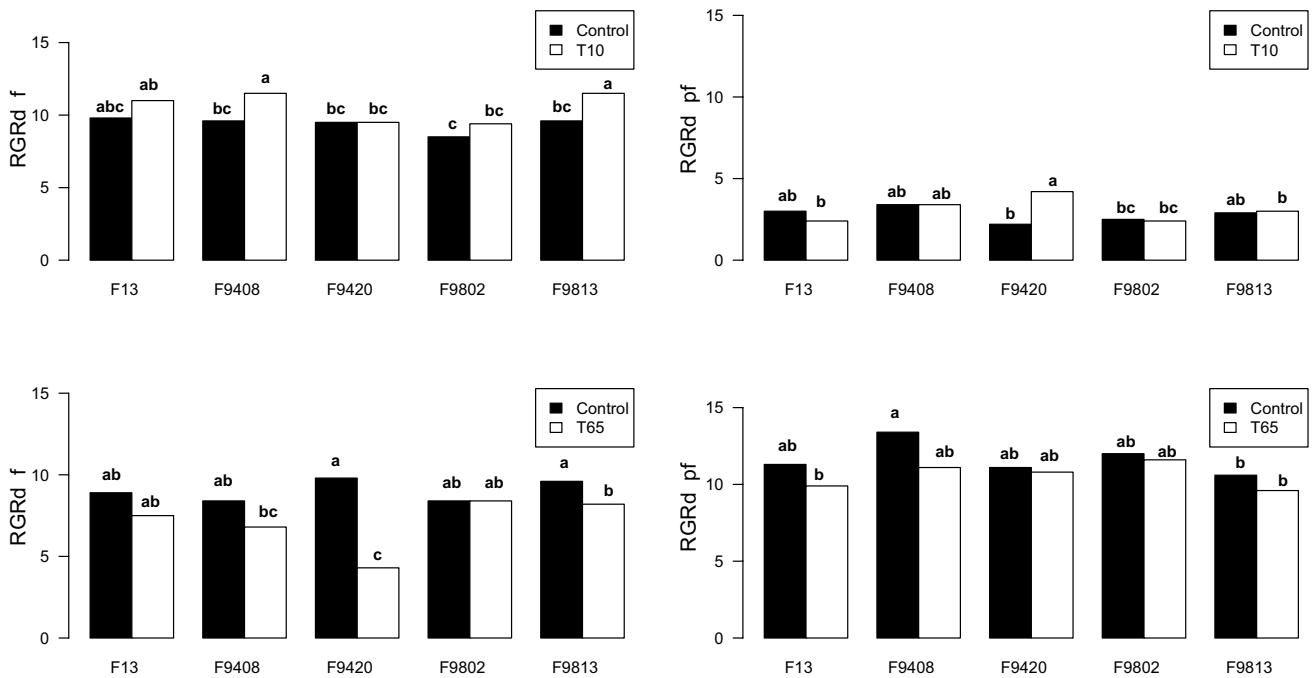 Control
T10
15
10
5
0
RGRd f
abc ab bc a bc bc c bc bc a
F13 F9408 F9420 F9802 F9813
Control
T10
15
10
5
0
RGRd pf
ab b ab ab b a bc bc ab b
F13 F9408 F9420 F9802 F9813
Control
T65
15
10
5
0
RGRd f
ab ab ab bc a c ab ab a b
F13 F9408 F9420 F9802 F9813
Control
T65
15
10
5
0
RGRd pf
ab b a ab ab ab ab ab b b
F13 F9408 F9420 F9802 F9813